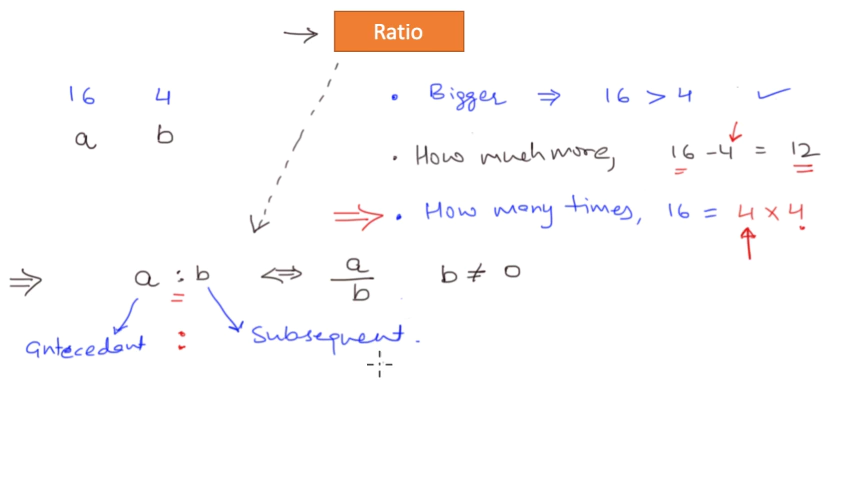 Ratio
16 4
a b
• Bigger ⇒ 16 > 4 ✓
• How much more, 16 - 4 = 12
⇒ • How many times, 16 = 4 × 4
⇒ a : b ⇔ a/b b ≠ 0
antecedent : Subsequent.